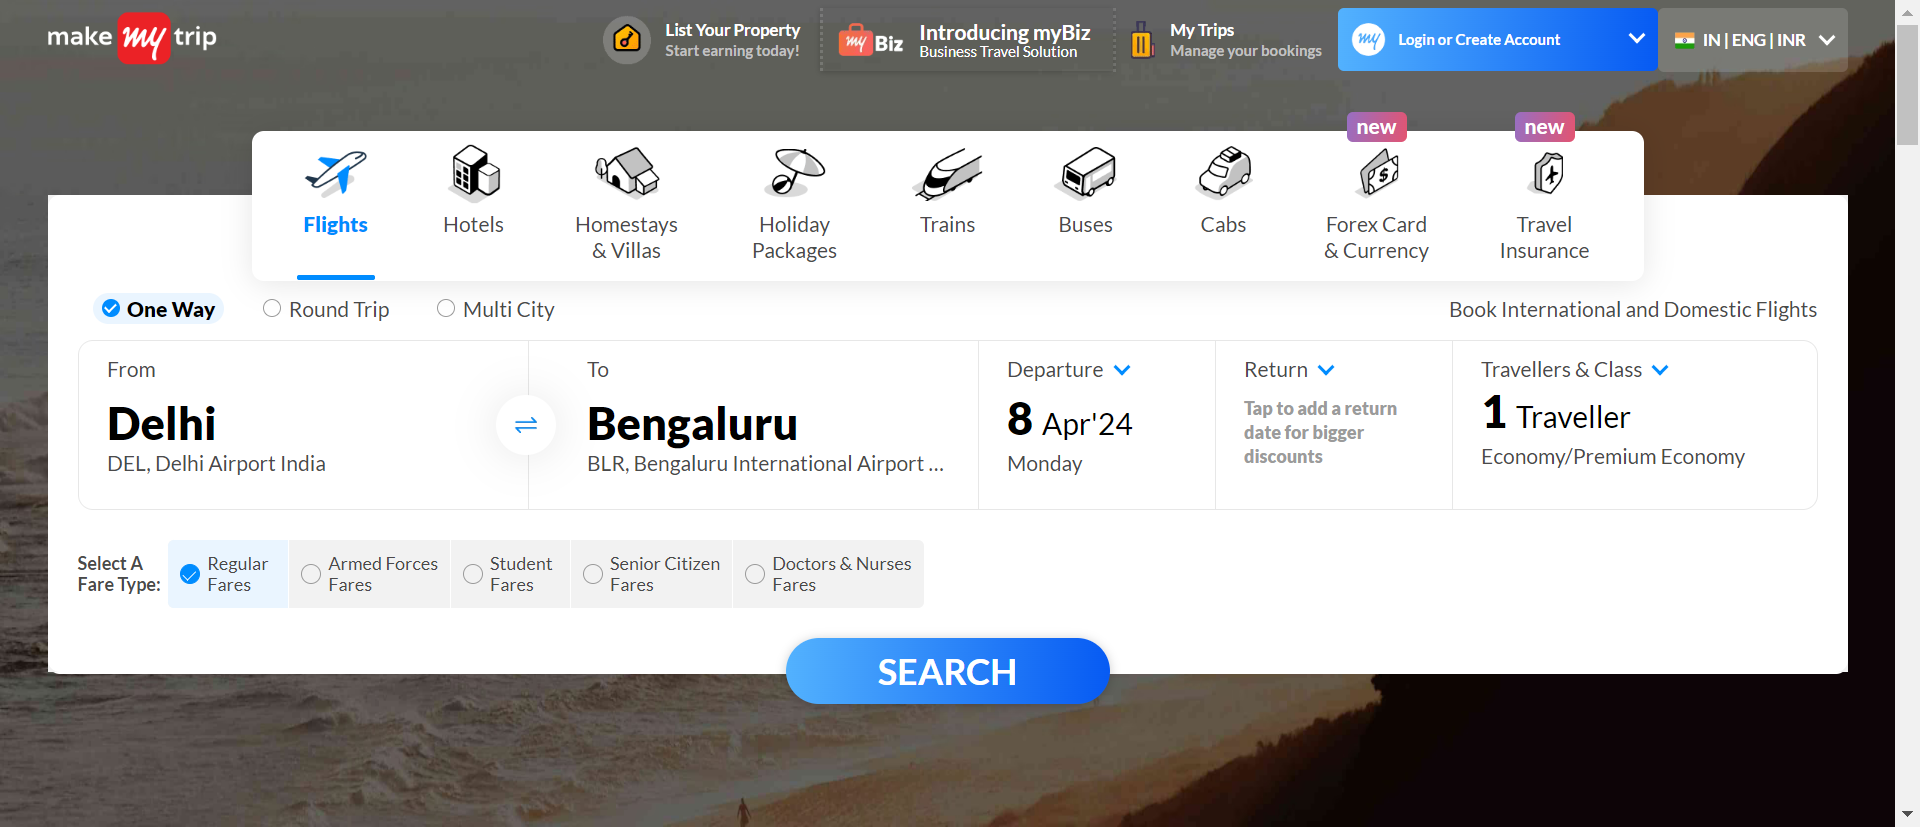 make my trip
List Your Property
Start earning today!
my Biz
Introducing myBiz
Business Travel Solution
My Trips
Manage your bookings
my
Login or Create Account
IN | ENG | INR
new
new
Flights
Hotels
Homestays
& Villas
Holiday
Packages
Trains
Buses
Cabs
Forex Card
& Currency
Travel
Insurance
One Way
Round Trip
Multi City
Book International and Domestic Flights
From
Delhi
DEL, Delhi Airport India
To
Bengaluru
BLR, Bengaluru International Airport ...
Departure
8 Apr'24
Monday
Return
Tap to add a return
date for bigger
discounts
Travellers & Class
1 Traveller
Economy/Premium Economy
Select A
Fare Type:
Regular
Fares
Armed Forces
Fares
Student
Fares
Senior Citizen
Fares
Doctors & Nurses
Fares
SEARCH